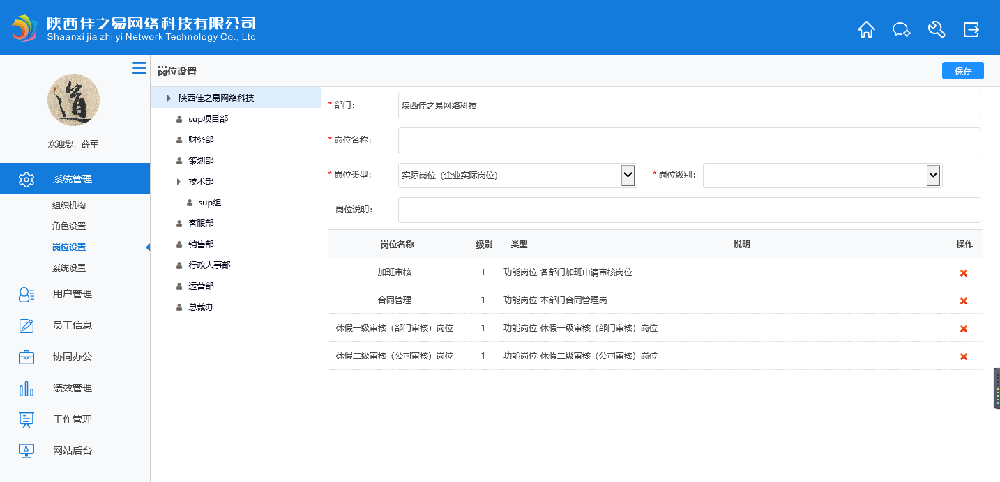 陕西佳之易网络科技有限公司
Shaanxi jia zhi yi Network Technology Co., Ltd
道
欢迎您，薛军
系统管理
组织机构
角色设置
岗位设置
系统设置
用户管理
员工信息
协同办公
绩效管理
工作管理
网站后台
岗位设置
保存
陕西佳之易网络科技
sup项目部
财务部
策划部
技术部
sup组
客服部
销售部
行政人事部
运营部
总裁办
* 部门: 陕西佳之易网络科技
* 岗位名称:
* 岗位类型: 实际岗位（企业实际岗位） * 岗位级别:
岗位说明:
岗位名称 级别 类型 说明 操作
加班审核 1 功能岗位 各部门加班申请审核岗位
合同管理 1 功能岗位 本部门合同管理岗
休假一级审核（部门审核）岗位 1 功能岗位 休假一级审核（部门审核）岗位
休假二级审核（公司审核）岗位 1 功能岗位 休假二级审核（公司审核）岗位